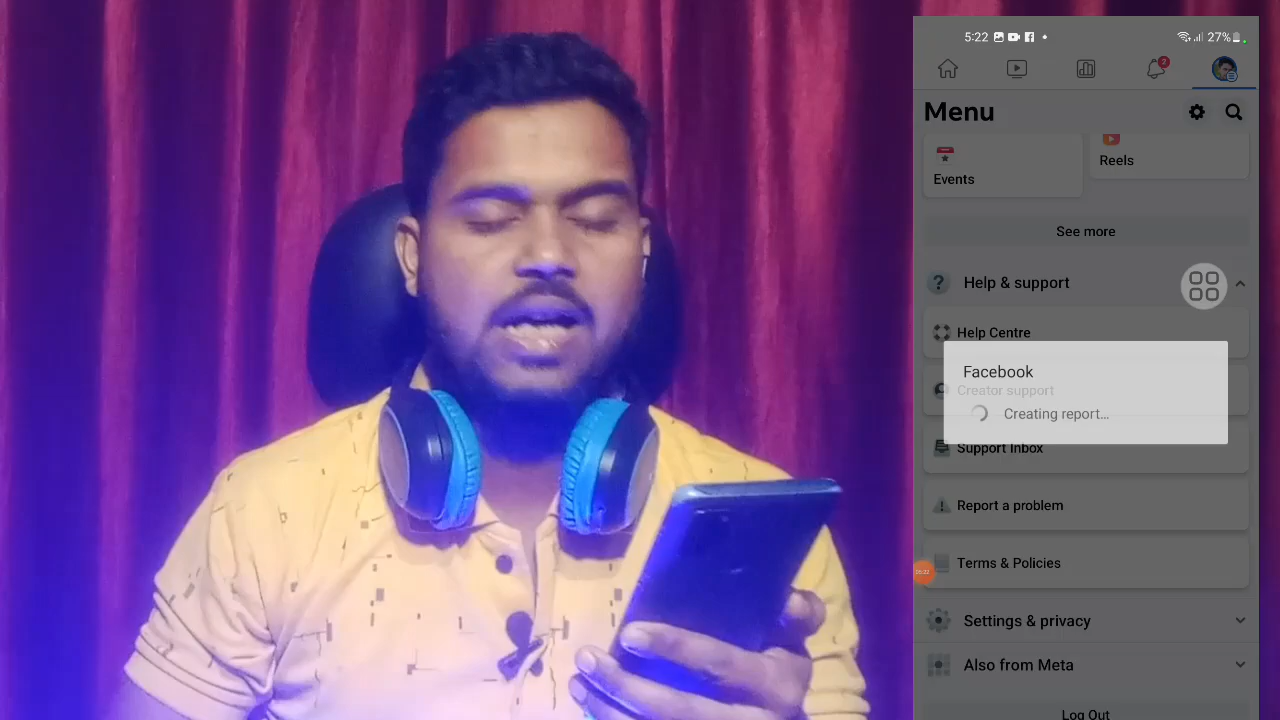 5:22
27%
2
Menu
Events
Reels
See more
Help & support
Help Centre
Facebook
Creator support
Creating report...
Support Inbox
Report a problem
Terms & Policies
Settings & privacy
Also from Meta
Log Out